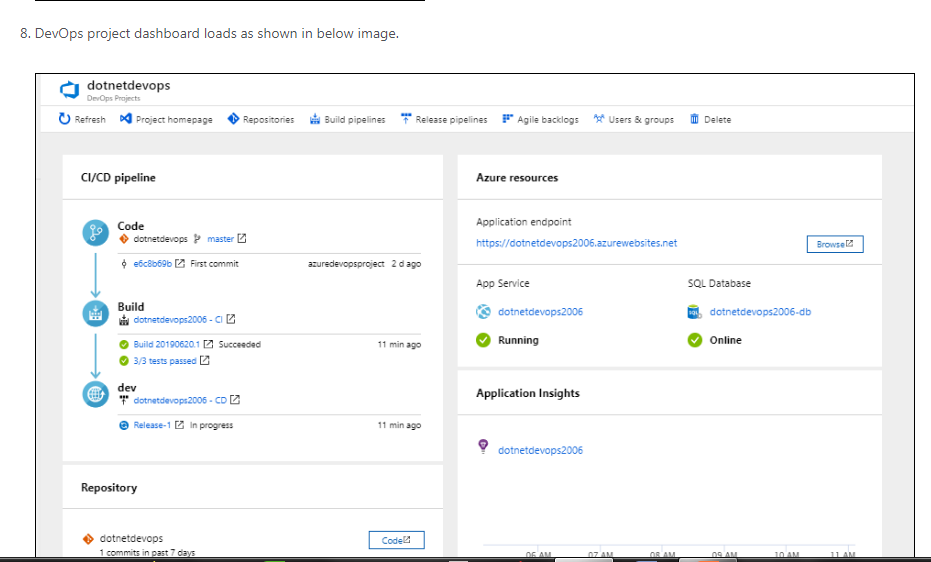 8. DevOps project dashboard loads as shown in below image.
dotnetdevops
DevOps Projects
Refresh Project homepage Repositories Build pipelines Release pipelines Agile backlogs Users & groups Delete
CI/CD pipeline
Code
dotnetdevops master
e6c8b69b First commit azuredevopsproject 2 d ago
Build
dotnetdevops2006 - CI
Build 20190620.1 Succeeded 11 min ago
3/3 tests passed
dev
dotnetdevops2006 - CD
Release-1 In progress 11 min ago
Repository
dotnetdevops
Code
1 commits in past 7 days
Azure resources
Application endpoint
https://dotnetdevops2006.azurewebsites.net
Browse
App Service SQL Database
dotnetdevops2006 SQL dotnetdevops2006-db
Running Online
Application Insights
dotnetdevops2006
06 AM 07 AM 08 AM 09 AM 10 AM 11 AM